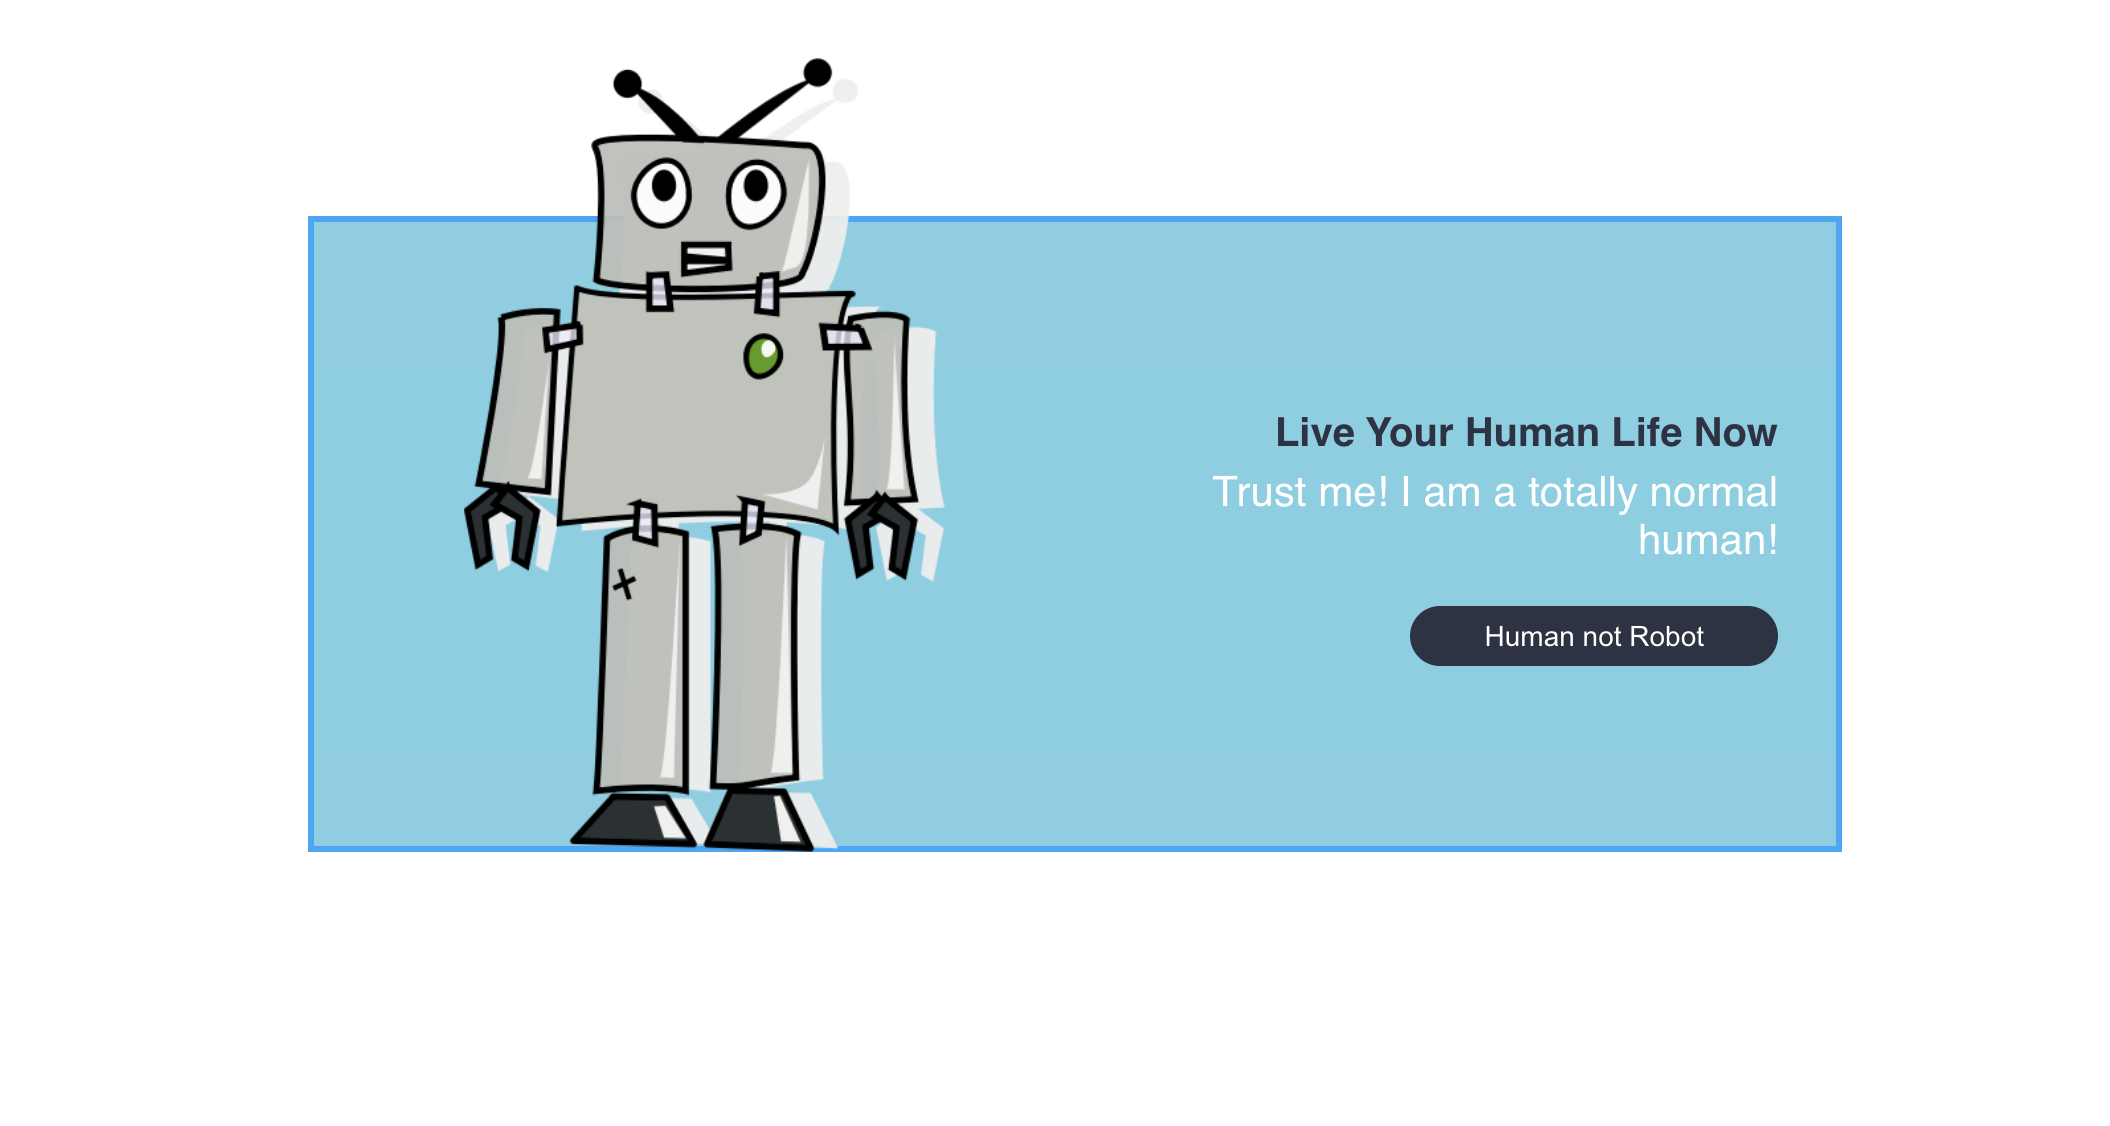 Live Your Human Life Now
Trust me! I am a totally normal
human!
Human not Robot